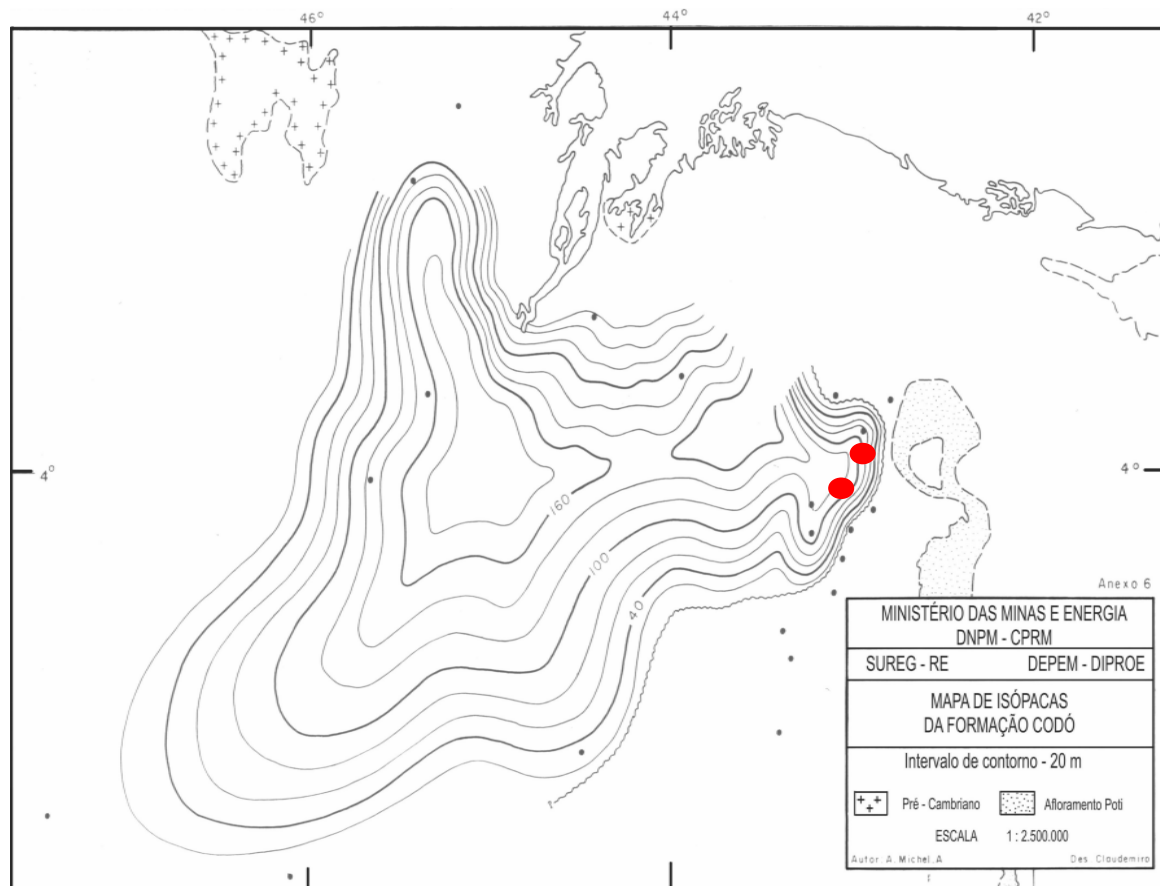 46°
44°
42°
4°
4°
160
100
40
Anexo 6
MINISTÉRIO DAS MINAS E ENERGIA
DNPM - CPRM
SUREG - RE
DEPEM - DIPROE
MAPA DE ISÓPACAS
DA FORMAÇÃO CODÓ
Intervalo de contorno - 20 m
Pré - Cambriano
Afloramento Poti
ESCALA 1 : 2.500.000
Autor: A. Michel. A
Des. Claudemiro